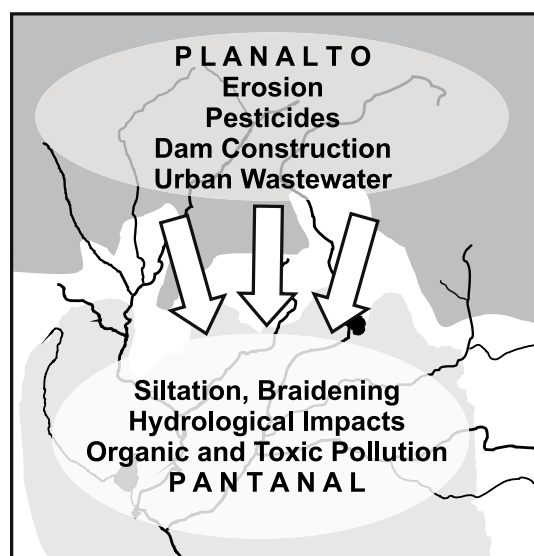 PLANALTO
Erosion
Pesticides
Dam Construction
Urban Wastewater
Siltation, Braidening
Hydrological Impacts
Organic and Toxic Pollution
PANTANAL